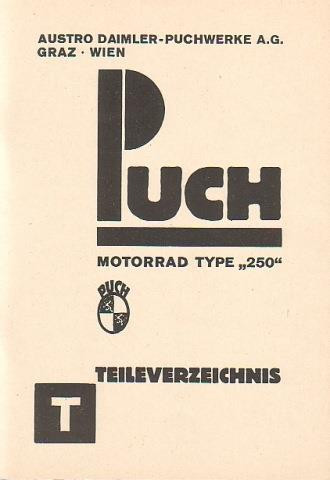 AUSTRO DAIMLER-PUCHWERKE A.G.
GRAZ · WIEN
PUCH
MOTORRAD TYPE „250“
PUCH
TEILEVERZEICHNIS
T